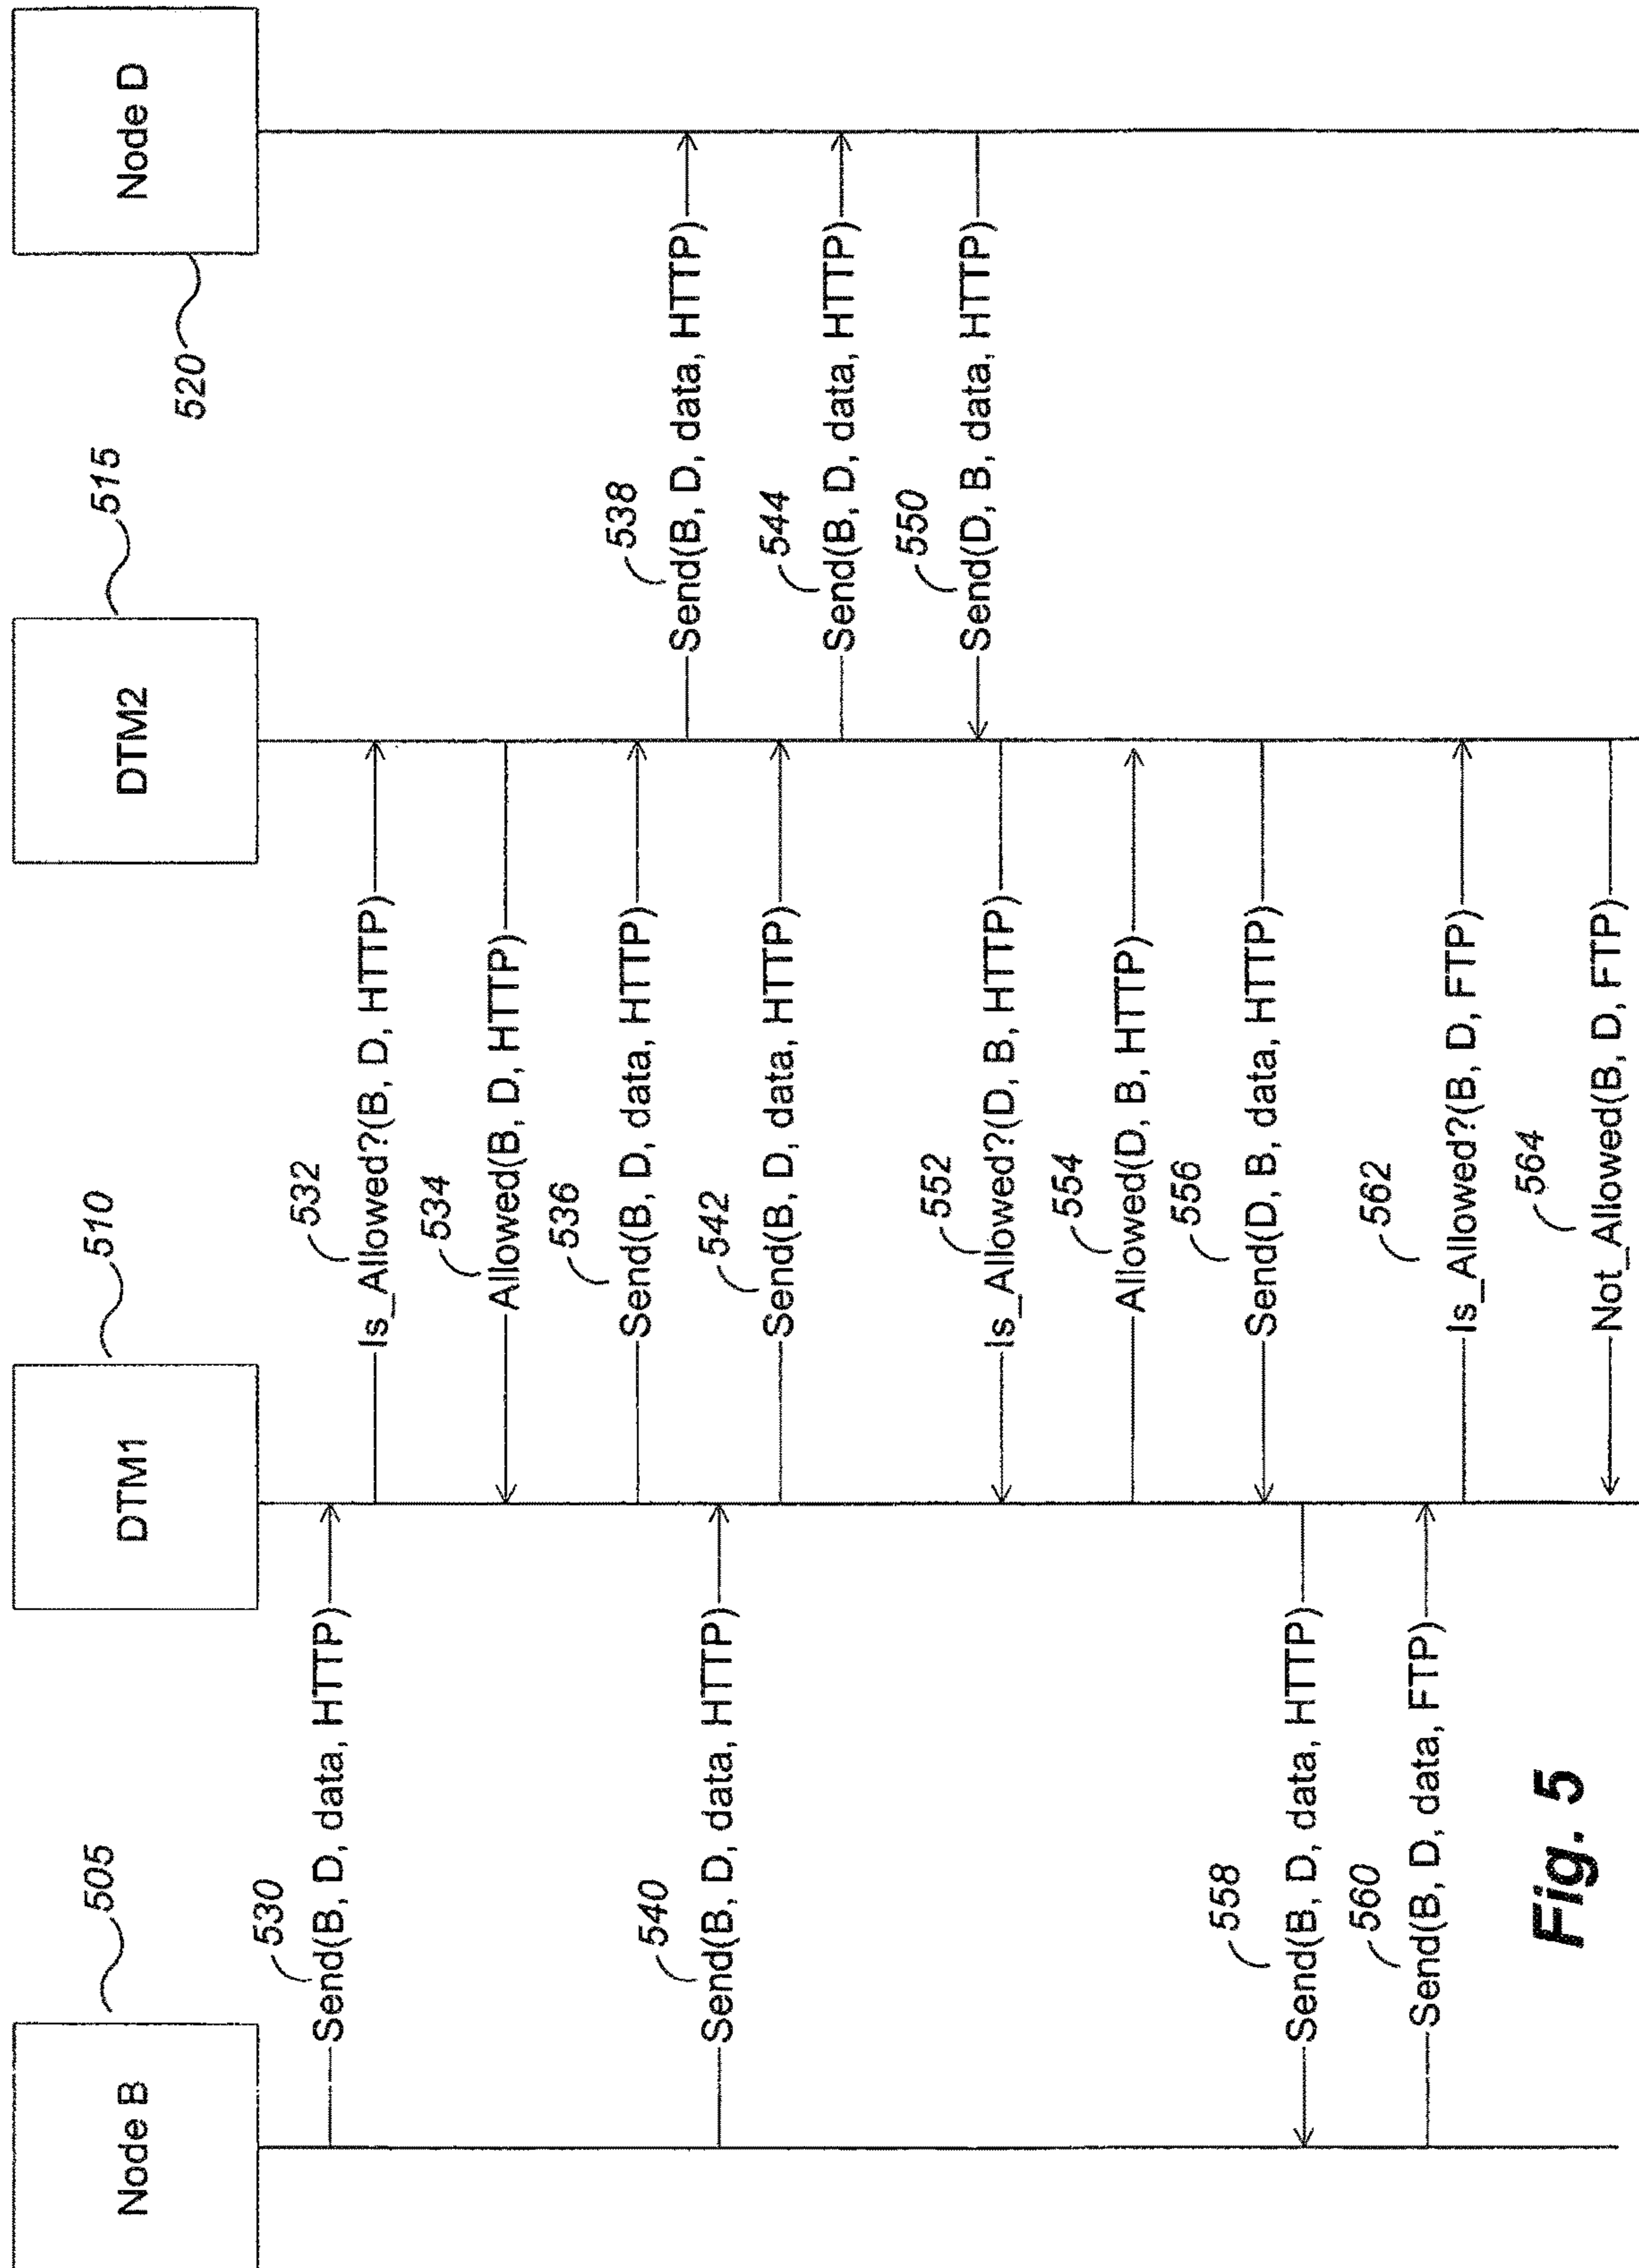 Node B
505
DTM1
510
DTM2
515
Node D
520
530
Send(B, D, data, HTTP)
532
Is_Allowed?(B, D, HTTP)
534
Allowed(B, D, HTTP)
536
Send(B, D, data, HTTP)
538
Send(B, D, data, HTTP)
540
Send(B, D, data, HTTP)
542
Send(B, D, data, HTTP)
544
Send(B, D, data, HTTP)
550
Send(D, B, data, HTTP)
552
Is_Allowed?(D, B, HTTP)
554
Allowed(D, B, HTTP)
556
Send(D, B, data, HTTP)
558
Send(B, D, data, HTTP)
560
Send(B, D, data, FTP)
562
Is_Allowed?(B, D, FTP)
564
Not_Allowed(B, D, FTP)
Fig. 5